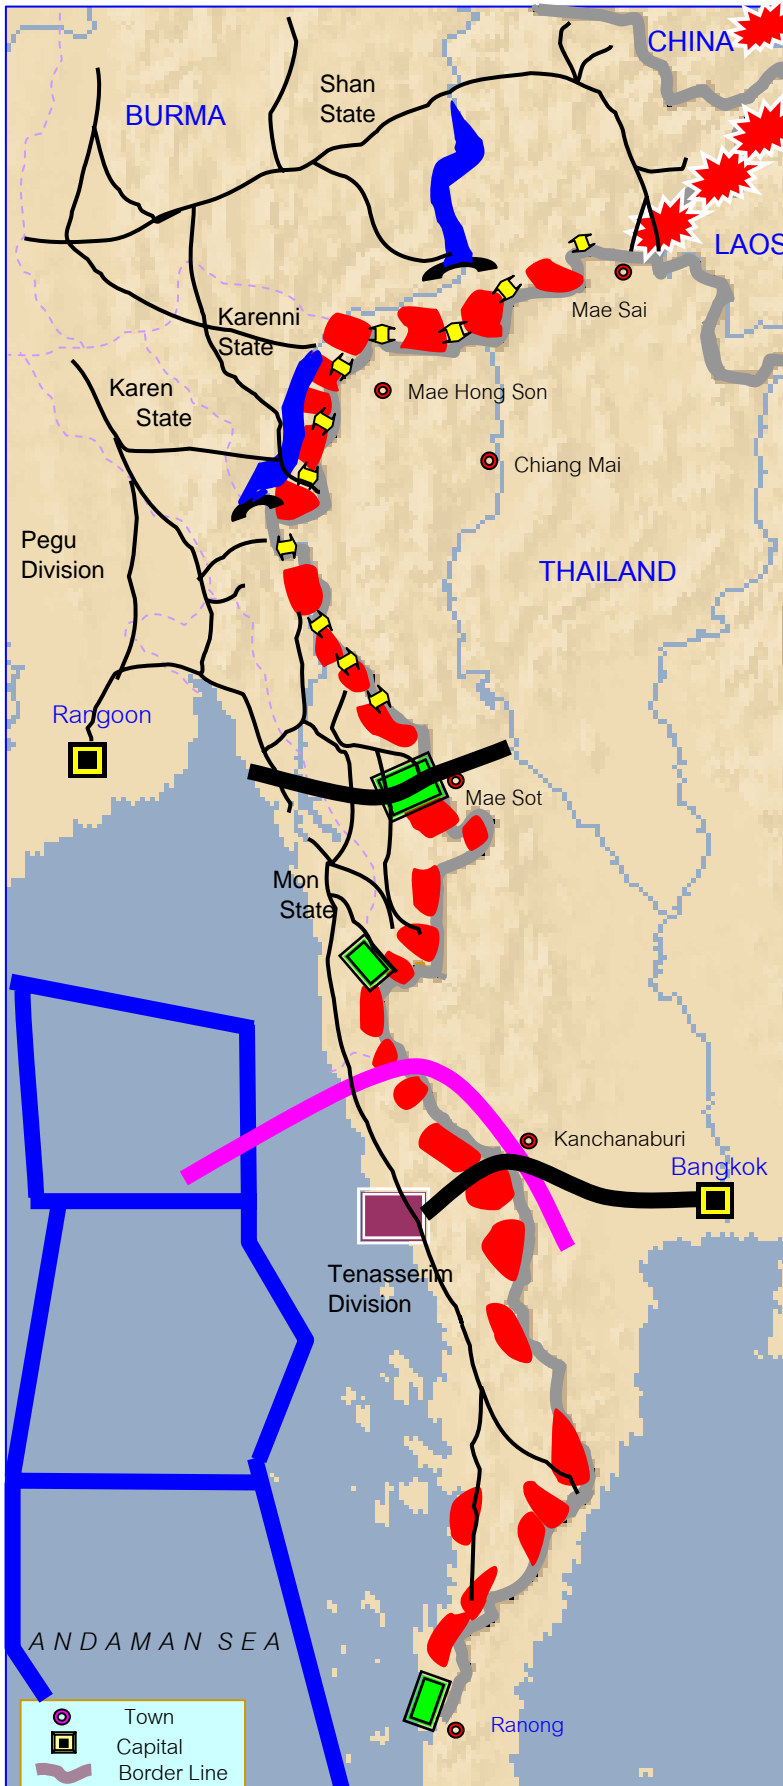 CHINA
Shan
State
BURMA
LAOS
Mae Sai
Karenni
State
Karen
State
Mae Hong Son
Chiang Mai
Pegu
Division
THAILAND
Rangoon
Mae Sot
Mon
State
Kanchanaburi
Bangkok
Tenasserim
Division
ANDAMAN SEA
Ranong
Town
Capital
Border Line